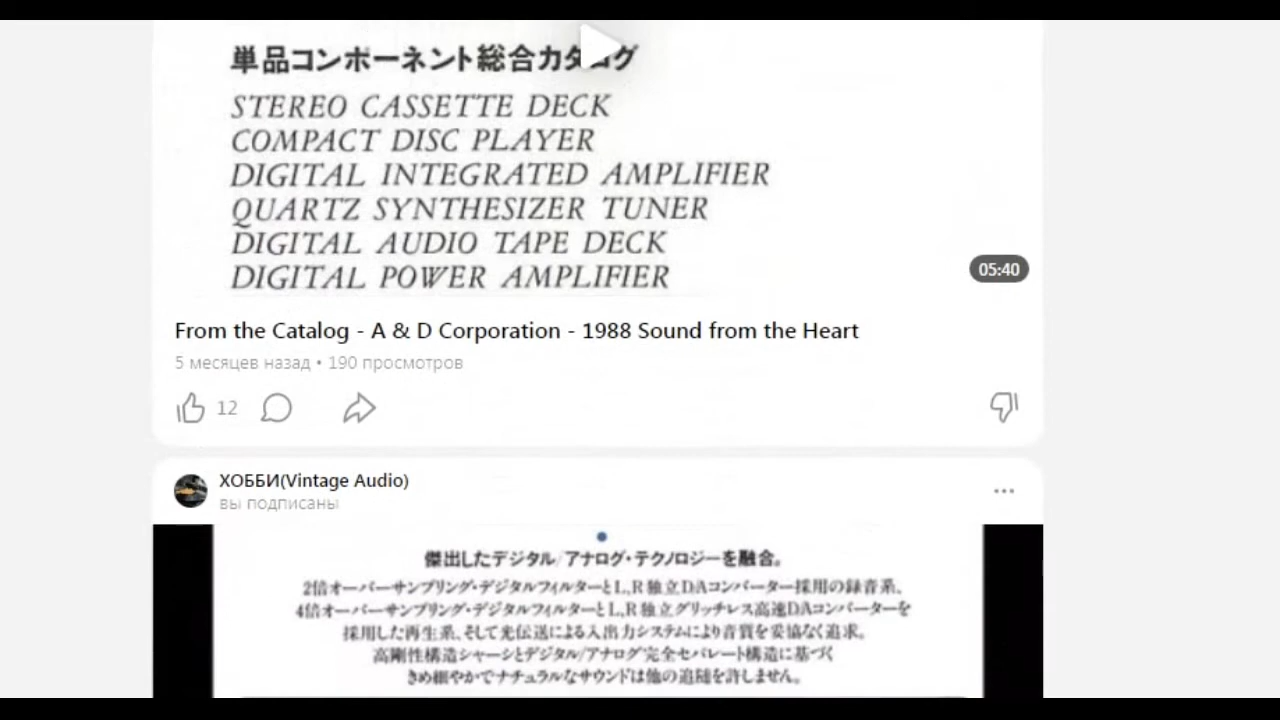 単品コンポーネント総合カタログ
STEREO CASSETTE DECK
COMPACT DISC PLAYER
DIGITAL INTEGRATED AMPLIFIER
QUARTZ SYNTHESIZER TUNER
DIGITAL AUDIO TAPE DECK
DIGITAL POWER AMPLIFIER
05:40
From the Catalog - A & D Corporation - 1988 Sound from the Heart
5 месяцев назад • 190 просмотров
12
ХОББИ(Vintage Audio)
вы подписаны
傑出したデジタル/アナログ・テクノロジーを融合。
2倍オーバーサンプリング・デジタルフィルターとL,R独立DAコンバーター採用の録音系、
4倍オーバーサンプリング・デジタルフィルターとL,R独立グリッチレス高速DAコンバーターを
採用した再生系、そして光伝送による入出力システムにより音質を妥協なく追求。
高剛性構造シャーシとデジタル/アナログ完全セパレート構造に基づく
きめ細やかでナチュラルなサウンドは他の追随を許しません。